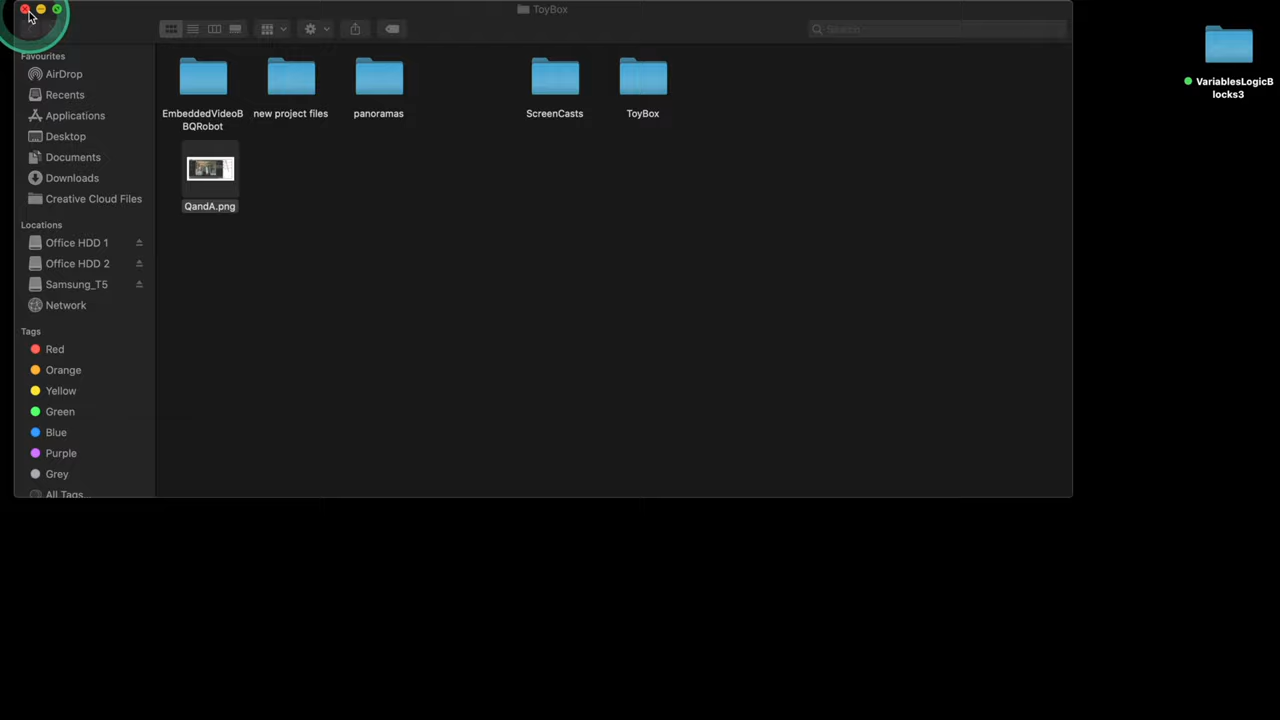 ToyBox
Search
Favourites
AirDrop
Recents
Applications
Desktop
Documents
Downloads
Creative Cloud Files
Locations
Office HDD 1
Office HDD 2
Samsung_T5
Network
Tags
Red
Orange
Yellow
Green
Blue
Purple
Grey
All Tags...
EmbeddedVideoB
BQRobot
new project files
panoramas
ScreenCasts
ToyBox
QandA.png
VariablesLogicB
locks3